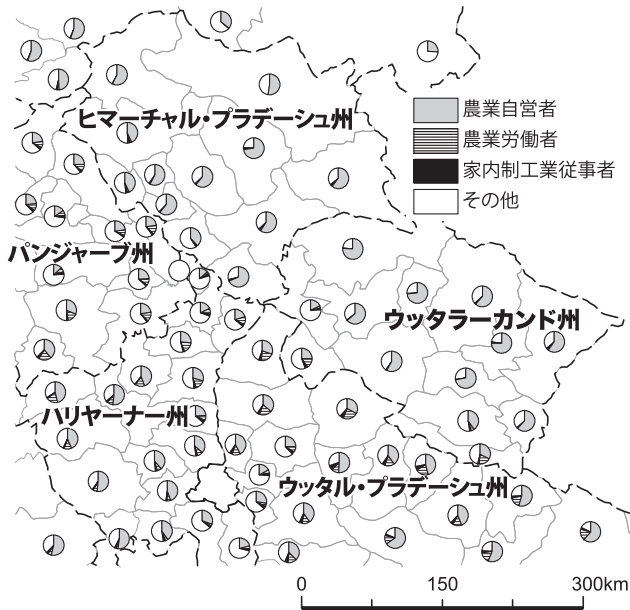 農業自営者
ヒマーチャル・プラデーシュ州
農業労働者
家内制工業従事者
その他
パンジャーブ州
ウッタラーカンド州
ハリヤーナー州
ウッタル・プラデーシュ州
0 150 300km